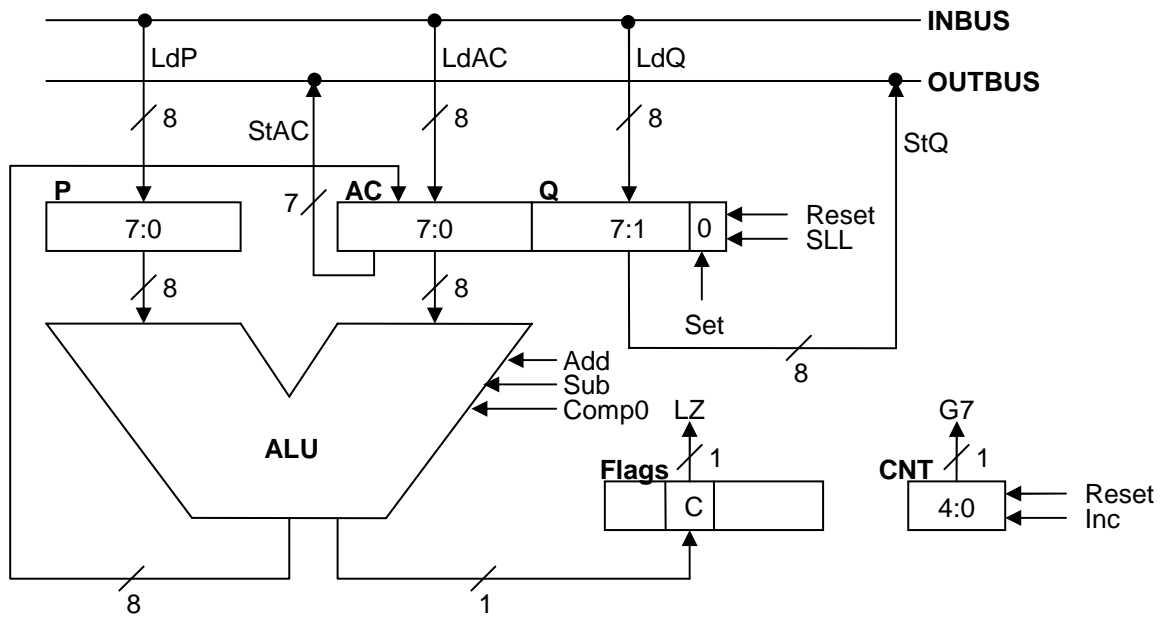 INBUS
LdP LdAC LdQ
OUTBUS
8 8 8
StAC StQ
P AC Q
7
7:0 7:0 7:1 0 Reset
SLL
8 8
Set
8
Add
Sub
Comp0
LZ G7
ALU
1 1
Flags CNT
C 4:0 Reset
Inc
8 1